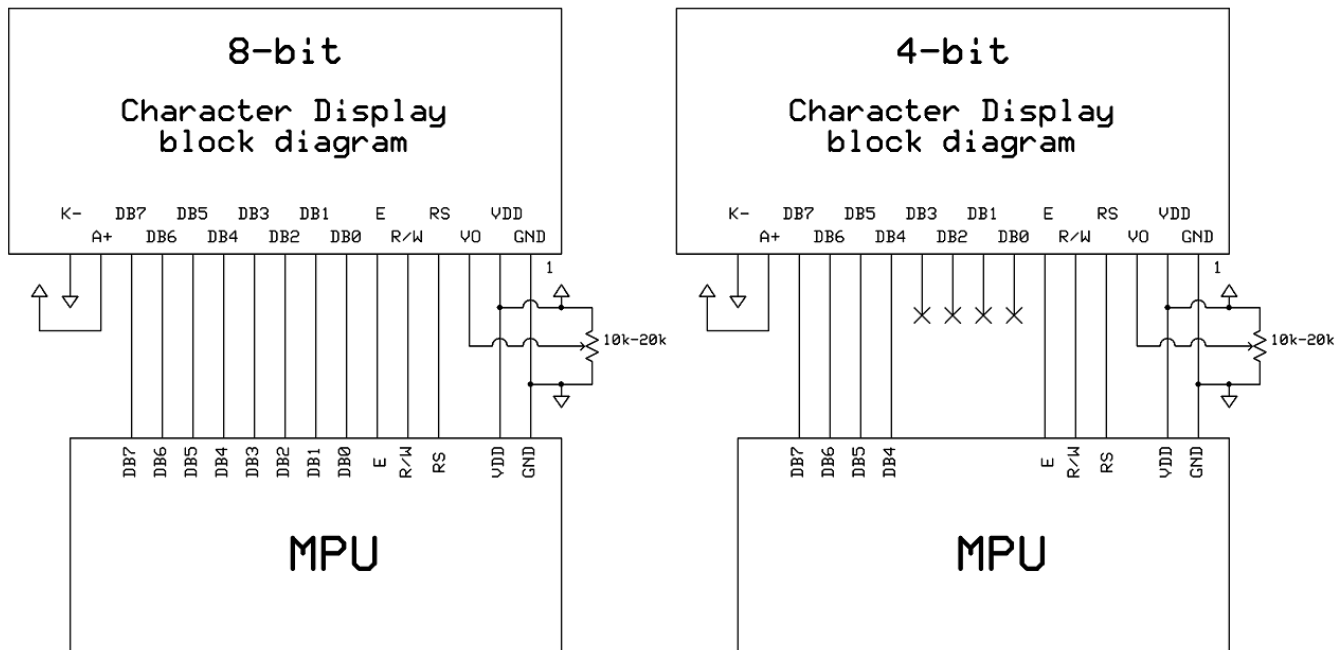 8-bit
Character Display
block diagram
K- DB7 DB5 DB3 DB1 E RS VDD
A+ DB6 DB4 DB2 DB0 R/W VO GND
1
10k-20k
DB7 DB6 DB5 DB4 DB3 DB2 DB1 DB0 E R/W RS VDD GND
MPU
4-bit
Character Display
block diagram
K- DB7 DB5 DB3 DB1 E RS VDD
A+ DB6 DB4 DB2 DB0 R/W VO GND
1
10k-20k
DB7 DB6 DB5 DB4 E R/W RS VDD GND
MPU